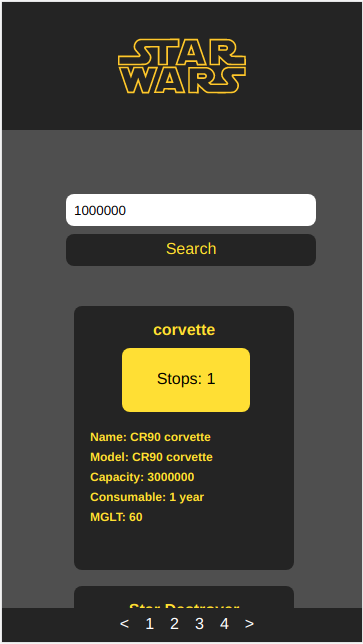 STAR
WARS
1000000
Search
corvette
Stops: 1
Name: CR90 corvette
Model: CR90 corvette
Capacity: 3000000
Consumable: 1 year
MGLT: 60
Star Destroyer
< 1 2 3 4 >